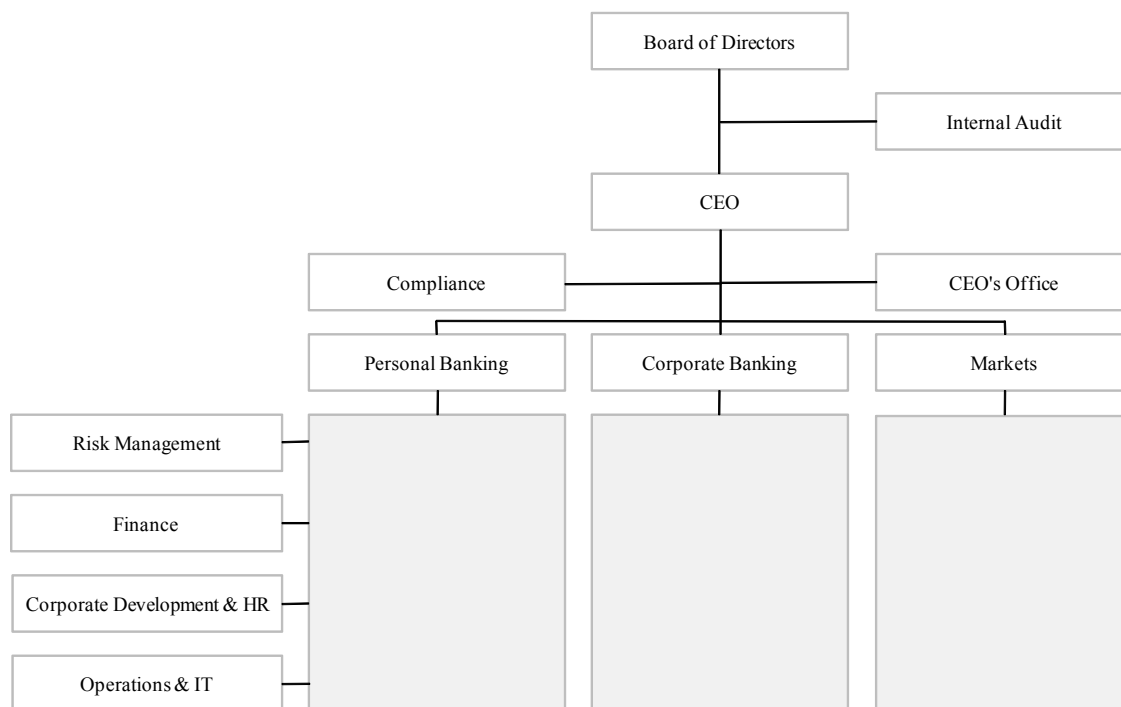 Board of Directors
Internal Audit
CEO
Compliance
CEO's Office
Personal Banking
Corporate Banking
Markets
Risk Management
Finance
Corporate Development & HR
Operations & IT